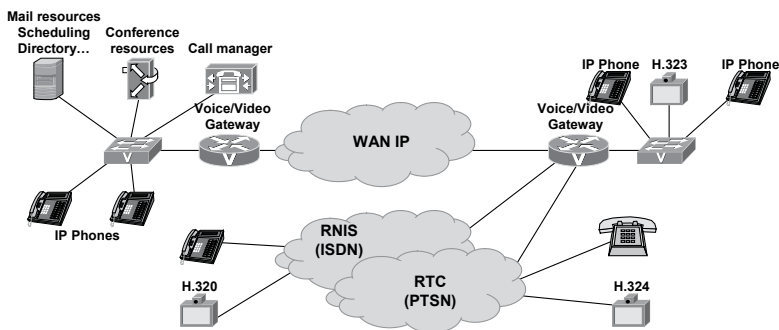 Mail resources
Scheduling
Directory…
Conference
resources
Call manager
Voice/Video
Gateway
V
V
IP Phones
WAN IP
Voice/Video
Gateway
V
V
IP Phone
H.323
IP Phone
RNIS
(ISDN)
RTC
(PTSN)
H.320
H.324